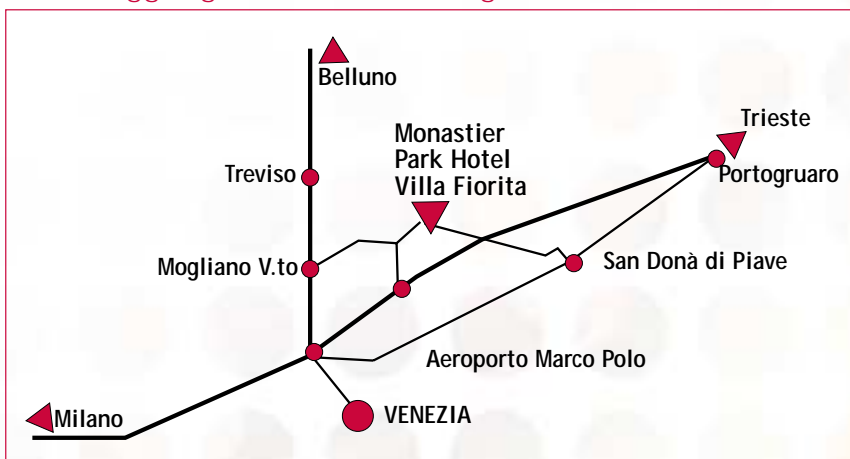 Belluno
Trieste
Monastier
Park Hotel
Villa Fiorita
Treviso
Portogruaro
Mogliano V.to
San Donà di Piave
Aeroporto Marco Polo
Milano
VENEZIA